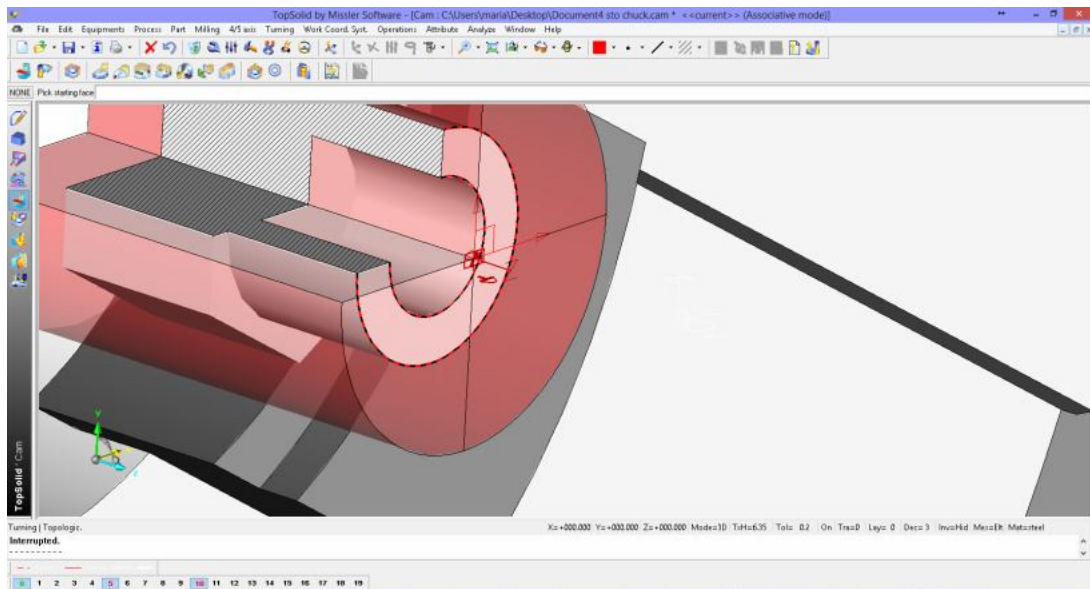 TopSolid by Missler Software - [Cam : C:\Users\maria\Desktop\Document4 sto chuck.cam * <<current>> (Associative mode)]
File Edit Equipments Process Part Milling 4/5 axis Turning Work Coord. Syst. Operations Attribute Analyze Window Help
NONE Pick starting face
TopSolid'Cam
Turning | Topologic. X=+000.000 Y=+000.000 Z=+000.000 Mode=3D TxH=6.35 Tol= 0.2 On Tra=0 Lay= 0 Dec= 3 Inv=Hid Mes=Elt Mat=steel
Interrupted.
----------
0 1 2 3 4 5 6 7 8 9 10 11 12 13 14 15 16 17 18 19